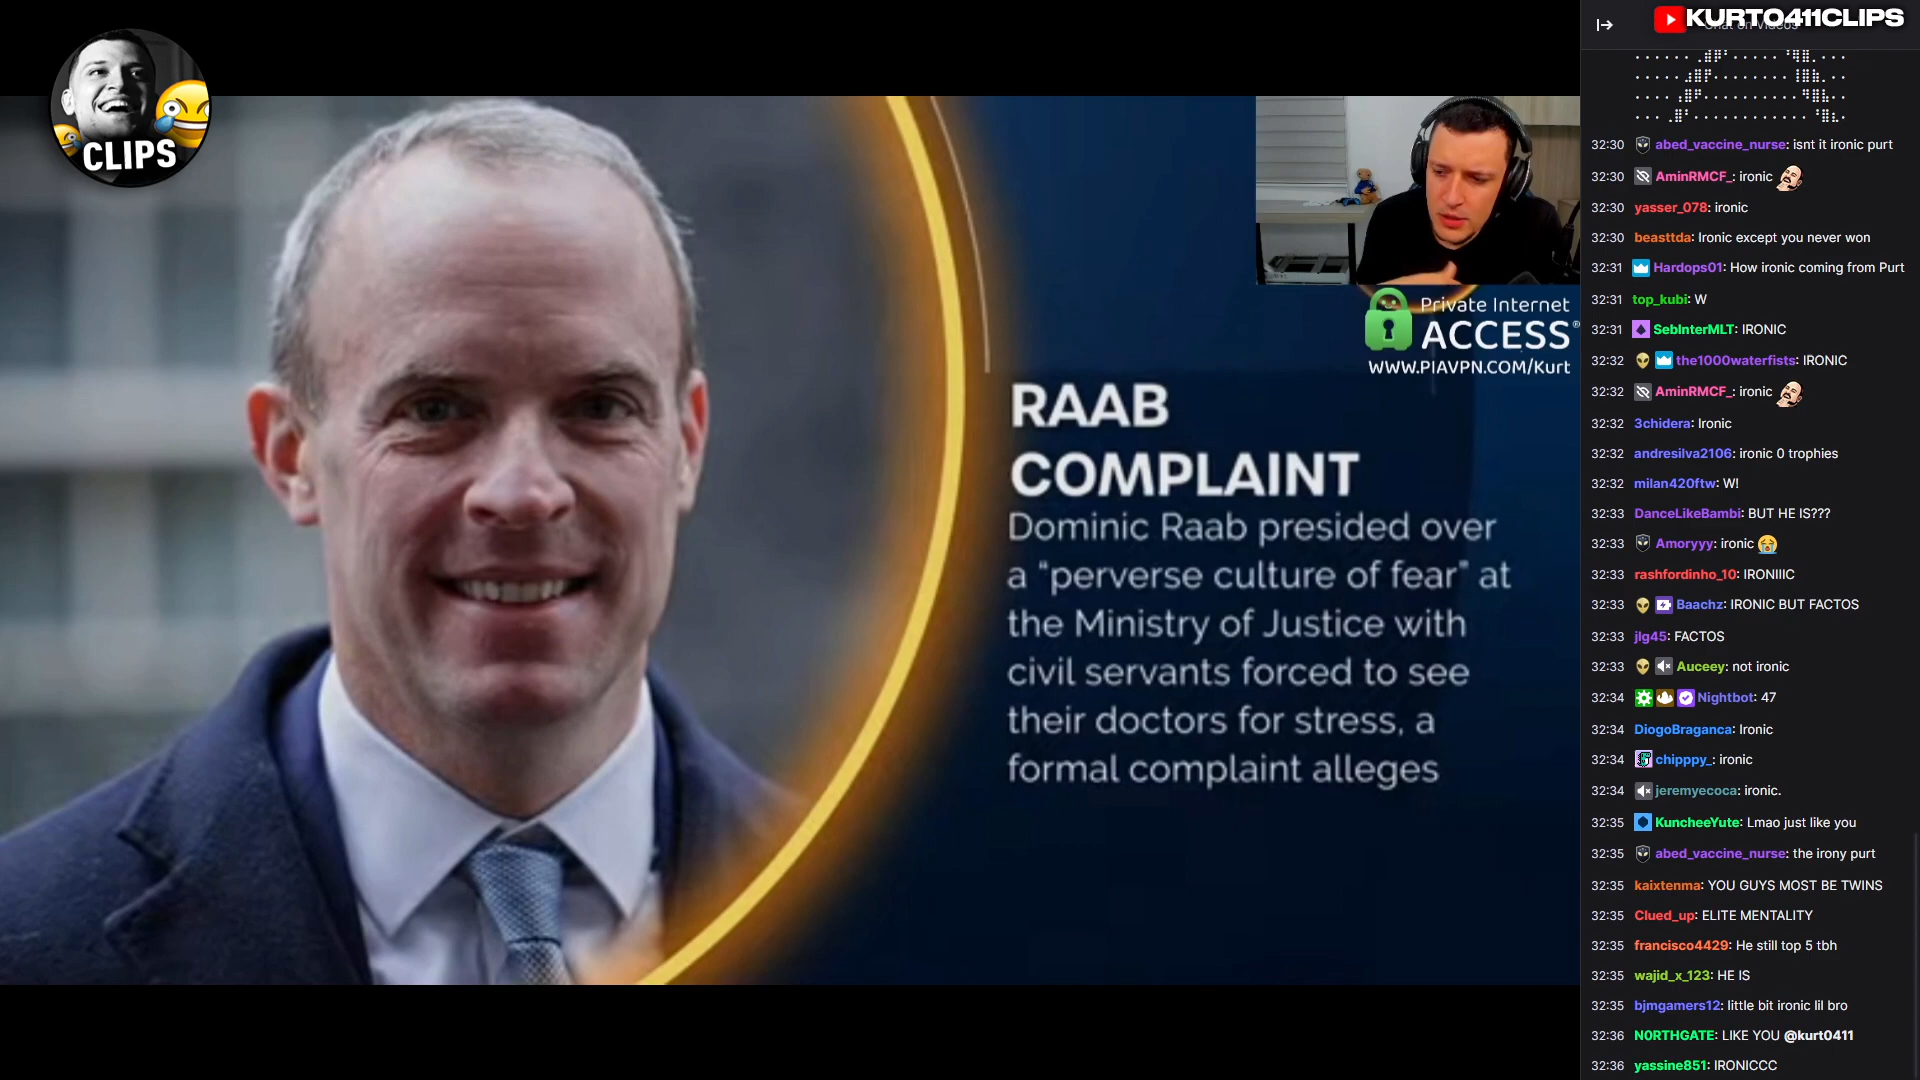 CLIPS
KURT0411CLIPS
Private Internet
ACCESS®
WWW.PIAVPN.COM/Kurt
RAAB
COMPLAINT
Dominic Raab presided over
a "perverse culture of fear" at
the Ministry of Justice with
civil servants forced to see
their doctors for stress, a
formal complaint alleges
32:30 abed_vaccine_nurse: isnt it ironic purt
32:30 AminRMCF_: ironic
32:30 yasser_078: ironic
32:30 beasttda: Ironic except you never won
32:31 Hardops01: How ironic coming from Purt
32:31 top_kubi: W
32:31 SebInterMLT: IRONIC
32:32 the1000waterfists: IRONIC
32:32 AminRMCF_: ironic
32:32 3chidera: Ironic
32:32 andresilva2106: ironic 0 trophies
32:32 milan420ftw: W!
32:33 DanceLikeBambi: BUT HE IS???
32:33 Amoryyy: ironic 😭
32:33 rashfordinho_10: IRONIIIC
32:33 Baachz: IRONIC BUT FACTOS
32:33 jlg45: FACTOS
32:33 Auceey: not ironic
32:34 Nightbot: 47
32:34 DiogoBraganca: Ironic
32:34 chipppy_: ironic
32:34 jeremyecoca: ironic.
32:35 KuncheeYute: Lmao just like you
32:35 abed_vaccine_nurse: the irony purt
32:35 kaixtenma: YOU GUYS MOST BE TWINS
32:35 Clued_up: ELITE MENTALITY
32:35 francisco4429: He still top 5 tbh
32:35 wajid_x_123: HE IS
32:35 bjmgamers12: little bit ironic lil bro
32:36 N0RTHGATE: LIKE YOU @kurt0411
32:36 yassine851: IRONICCC